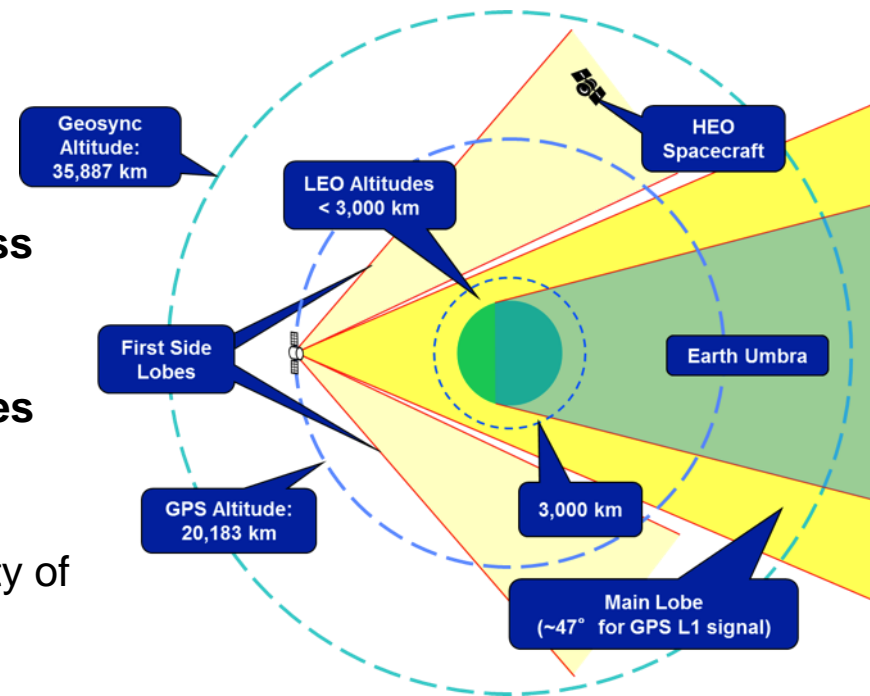 Geosync
Altitude:
35,887 km
HEO
Spacecraft
LEO Altitudes
< 3,000 km
ss
First Side
Lobes
Earth Umbra
es
GPS Altitude:
20,183 km
3,000 km
ty of
Main Lobe
(~47° for GPS L1 signal)